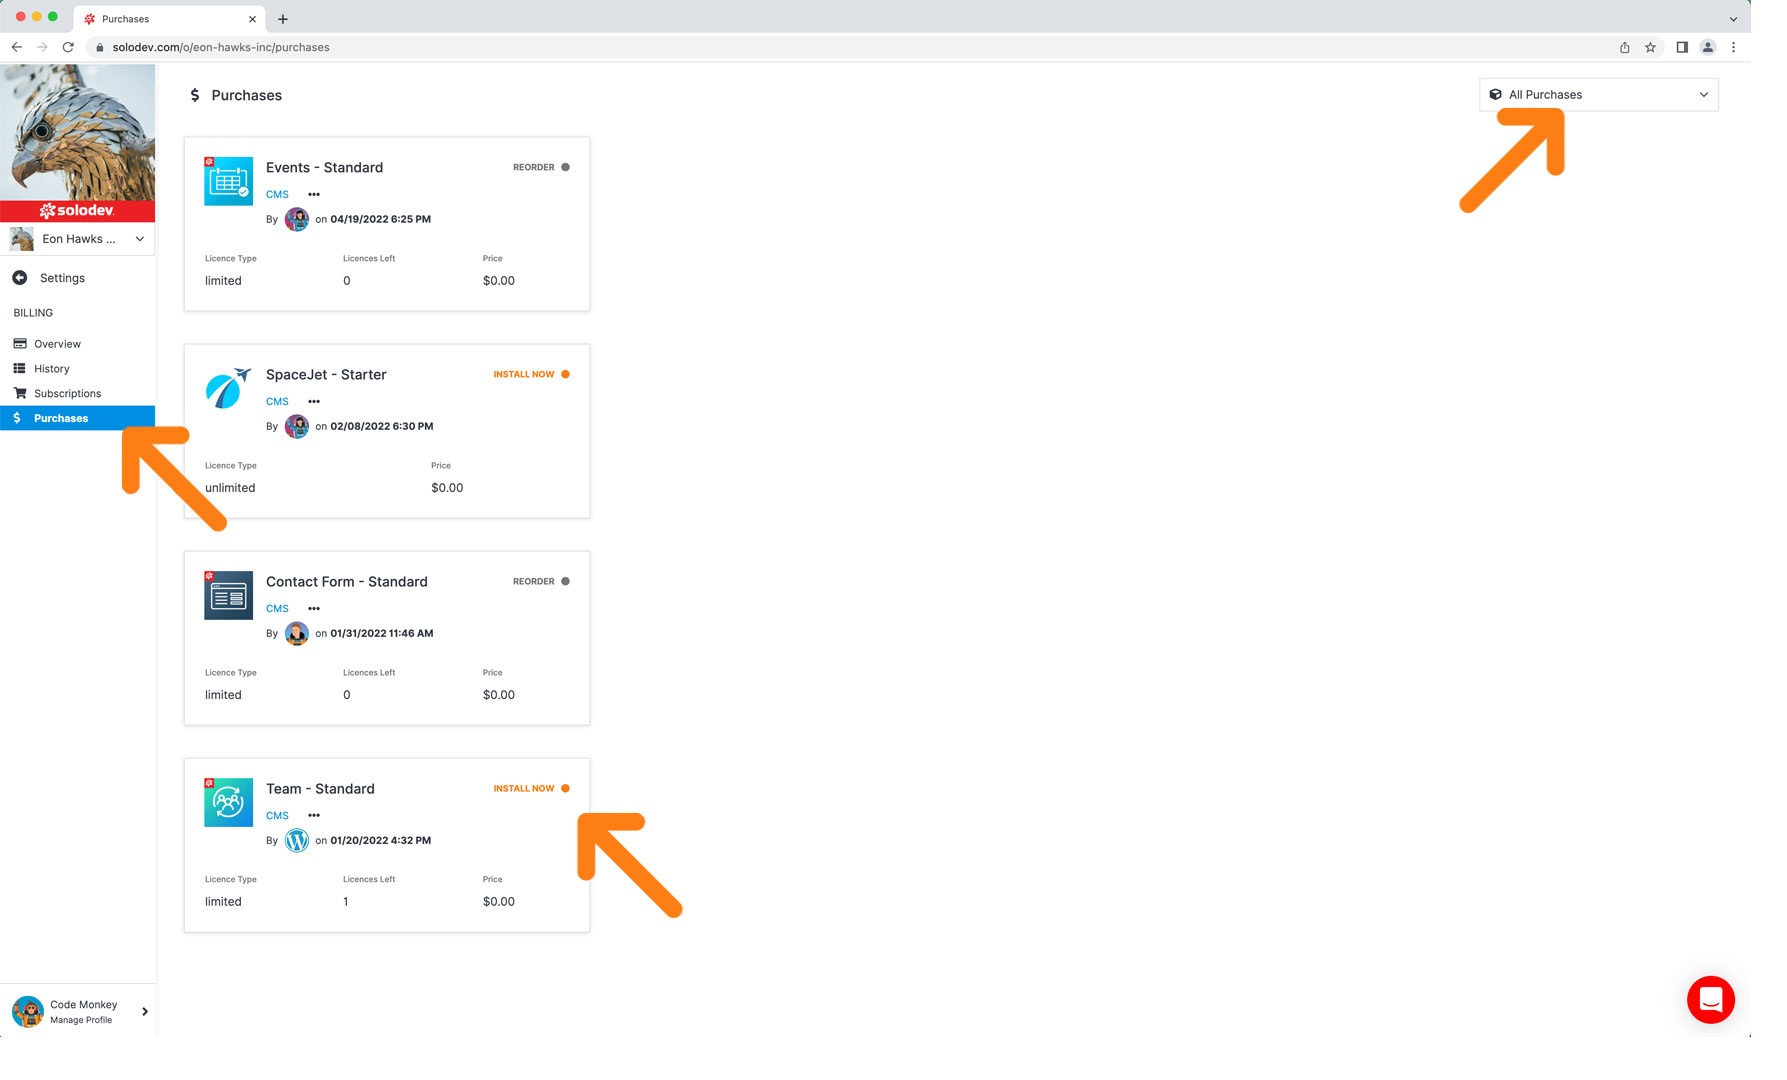 Purchases
solodev.com/o/eon-hawks-inc/purchases
solodev
Eon Hawks ...
Settings
BILLING
Overview
History
Subscriptions
Purchases
Code Monkey
Manage Profile
$ Purchases
All Purchases
Events - Standard REORDER
CMS •••
By on 04/19/2022 6:25 PM
Licence Type Licences Left Price
limited 0 $0.00
SpaceJet - Starter INSTALL NOW
CMS •••
By on 02/08/2022 6:30 PM
Licence Type Price
unlimited $0.00
Contact Form - Standard REORDER
CMS •••
By on 01/31/2022 11:46 AM
Licence Type Licences Left Price
limited 0 $0.00
Team - Standard INSTALL NOW
CMS •••
By on 01/20/2022 4:32 PM
Licence Type Licences Left Price
limited 1 $0.00